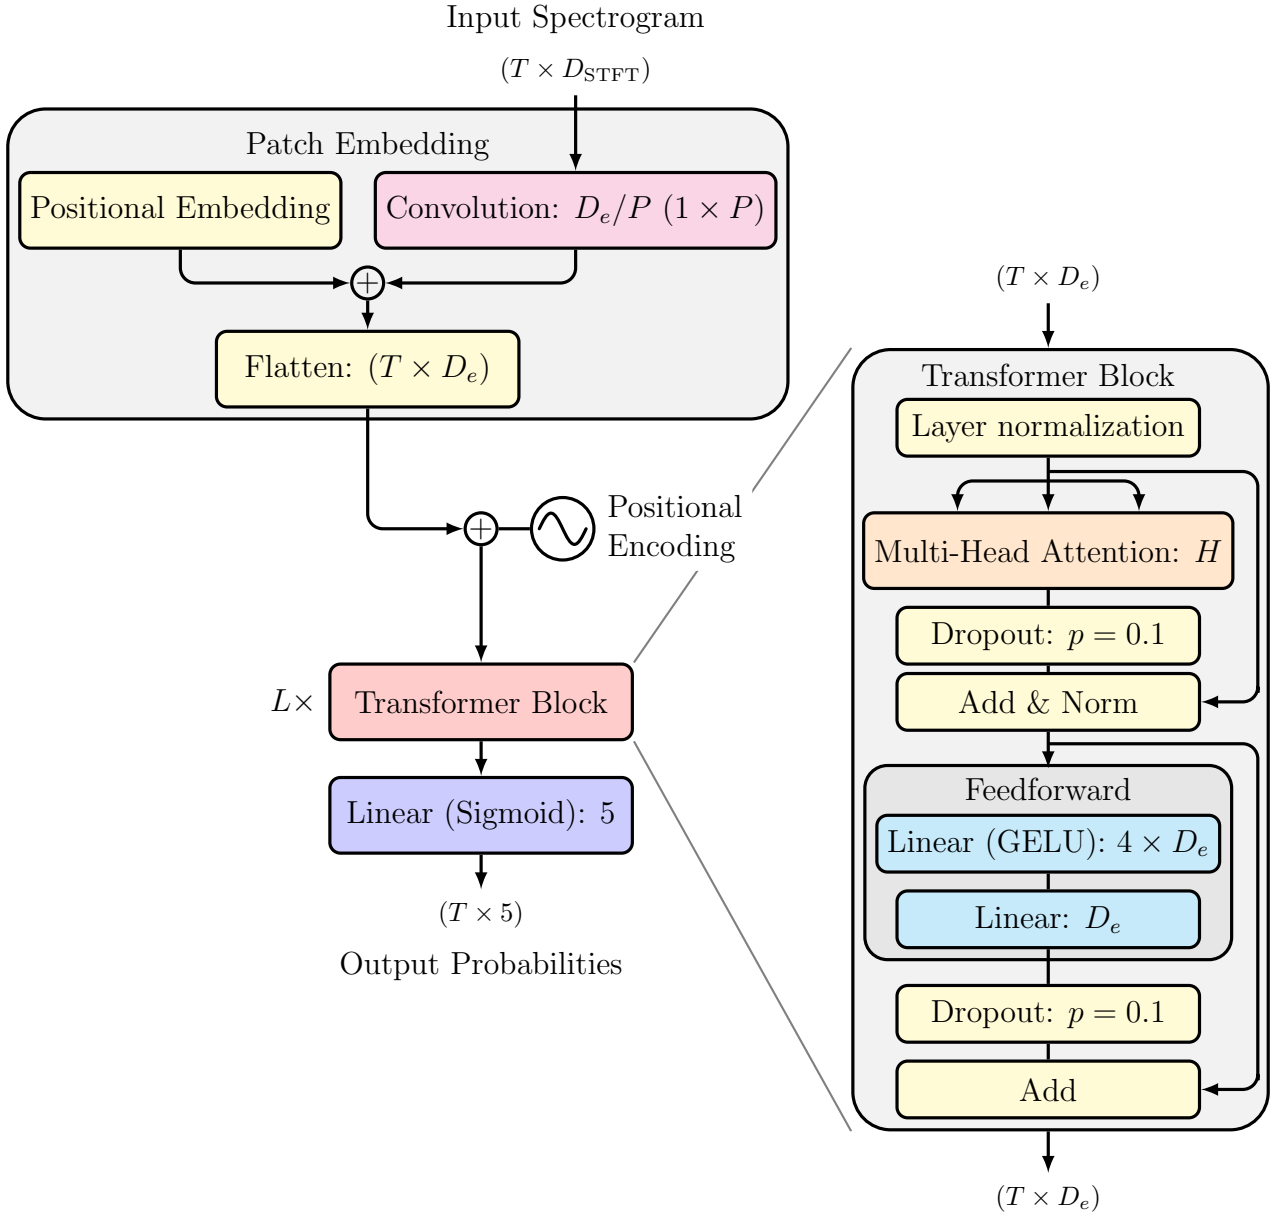 Input Spectrogram
(T × D_STFT)
Patch Embedding
Positional Embedding
Convolution: D_e/P (1 × P)
+
Flatten: (T × D_e)
+
Positional
Encoding
L×
Transformer Block
Linear (Sigmoid): 5
(T × 5)
Output Probabilities
(T × D_e)
Transformer Block
Layer normalization
Multi-Head Attention: H
Dropout: p = 0.1
Add & Norm
Feedforward
Linear (GELU): 4 × D_e
Linear: D_e
Dropout: p = 0.1
Add
(T × D_e)